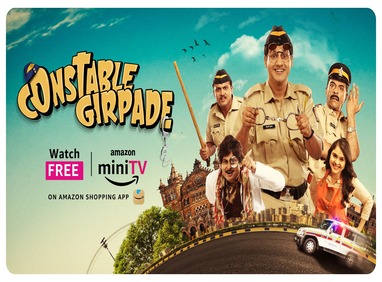 CONSTABLE
GIRPADE
Watch
FREE
amazon
miniTV
ON AMAZON SHOPPING APP